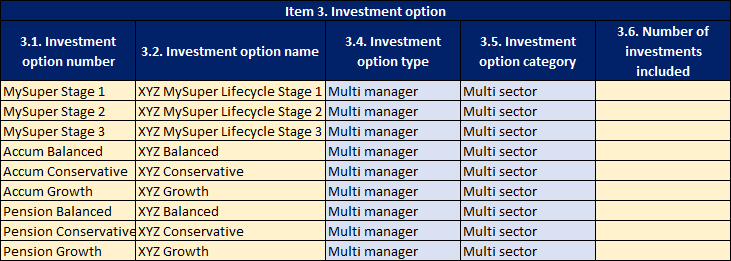 Item 3. Investment option
3.1. Investment option number 3.2. Investment option name 3.4. Investment option type 3.5. Investment option category 3.6. Number of investments included
MySuper Stage 1 XYZ MySuper Lifecycle Stage 1 Multi manager Multi sector
MySuper Stage 2 XYZ MySuper Lifecycle Stage 2 Multi manager Multi sector
MySuper Stage 3 XYZ MySuper Lifecycle Stage 3 Multi manager Multi sector
Accum Balanced XYZ Balanced Multi manager Multi sector
Accum Conservative XYZ Conservative Multi manager Multi sector
Accum Growth XYZ Growth Multi manager Multi sector
Pension Balanced XYZ Balanced Multi manager Multi sector
Pension Conservative XYZ Conservative Multi manager Multi sector
Pension Growth XYZ Growth Multi manager Multi sector